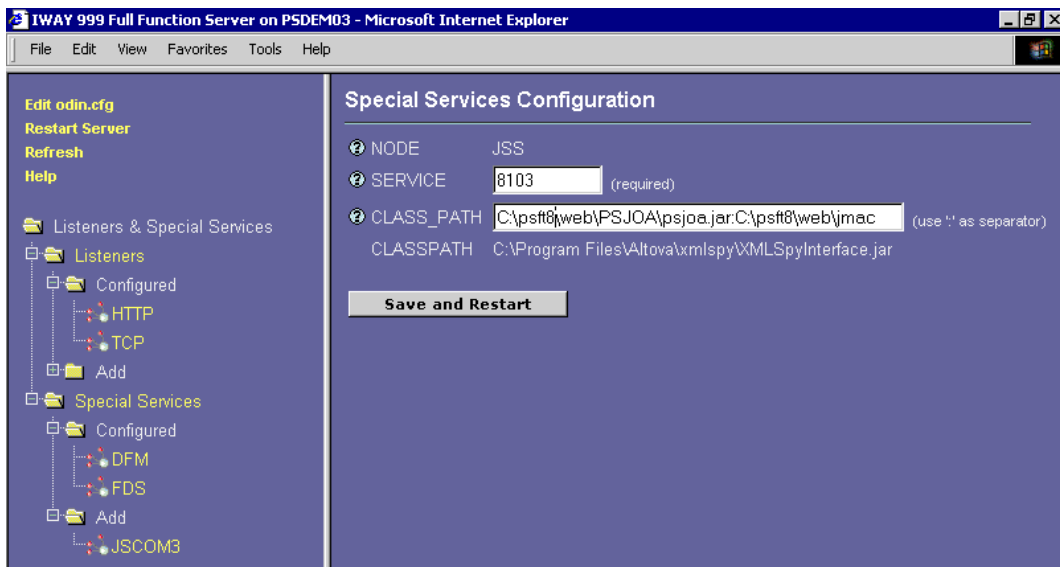 IWAY 999 Full Function Server on PSDEM03 - Microsoft Internet Explorer
File Edit View Favorites Tools Help
Edit odin.cfg
Restart Server
Refresh
Help
Listeners & Special Services
Listeners
Configured
HTTP
TCP
Add
Special Services
Configured
DFM
FDS
Add
JSCOM3
Special Services Configuration
? NODE JSS
? SERVICE 8103 (required)
? CLASS_PATH C:\psft8\web\PSJOA\psjoa.jar:C:\psft8\web\jmac (use ':' as separator)
CLASSPATH C:\Program Files\Altova\xmlspy\XMLSpyInterface.jar
Save and Restart